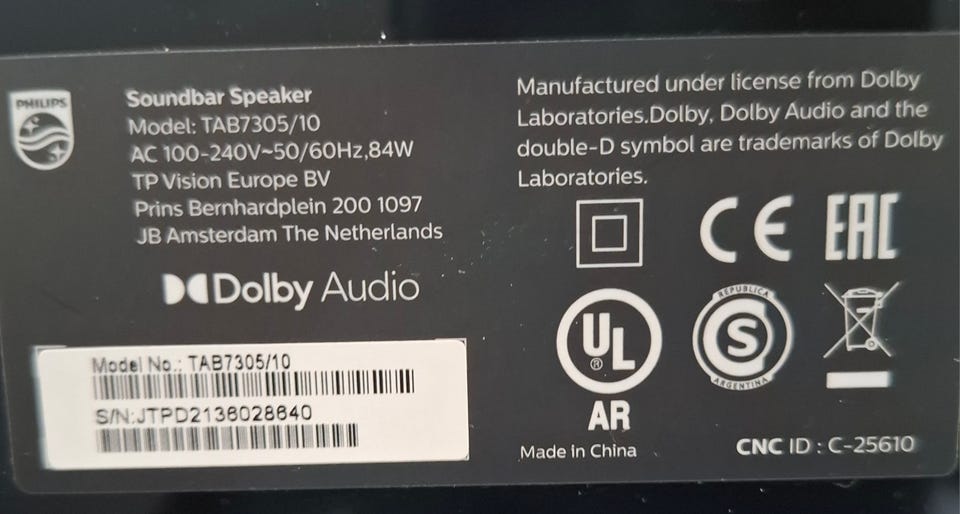 PHILIPS
Soundbar Speaker
Model: TAB7305/10
AC 100-240V~50/60Hz,84W
TP Vision Europe BV
Prins Bernhardplein 200 1097
JB Amsterdam The Netherlands
Dolby Audio
Model No.: TAB7305/10
S/N:JTPD2136028640
Manufactured under license from Dolby
Laboratories.Dolby, Dolby Audio and the
double-D symbol are trademarks of Dolby
Laboratories.
CE EAC
UL ®
AR
REPUBLICA
S
ARGENTINA
Made in China
CNC ID : C-25610